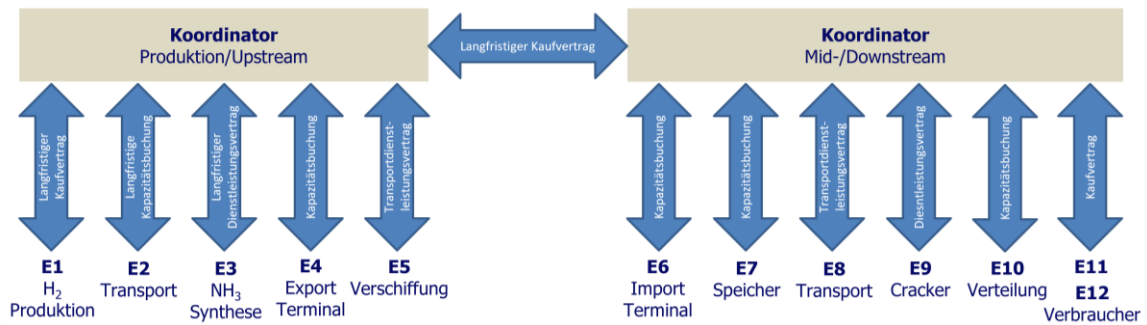 Koordinator
Produktion/Upstream
Langfristiger Kaufvertrag
Koordinator
Mid-/Downstream
Langfristiger
Kaufvertrag
Langfristige
Kapazitätsbuchung
Langfristiger
Dienstleistungsvertrag
Kapazitätsbuchung
Transportdienst-
leistungsvertrag
Kapazitätsbuchung
Kapazitätsbuchung
Transportdienst-
leistungsvertrag
Diesntleistungsvertrag
Kapazitätsbuchung
Kaufvertrag
E1
H₂
Produktion
E2
Transport
E3
NH₃
Synthese
E4
Export
Terminal
E5
Verschiffung
E6
Import
Terminal
E7
Speicher
E8
Transport
E9
Cracker
E10
Verteilung
E11
E12
Verbraucher